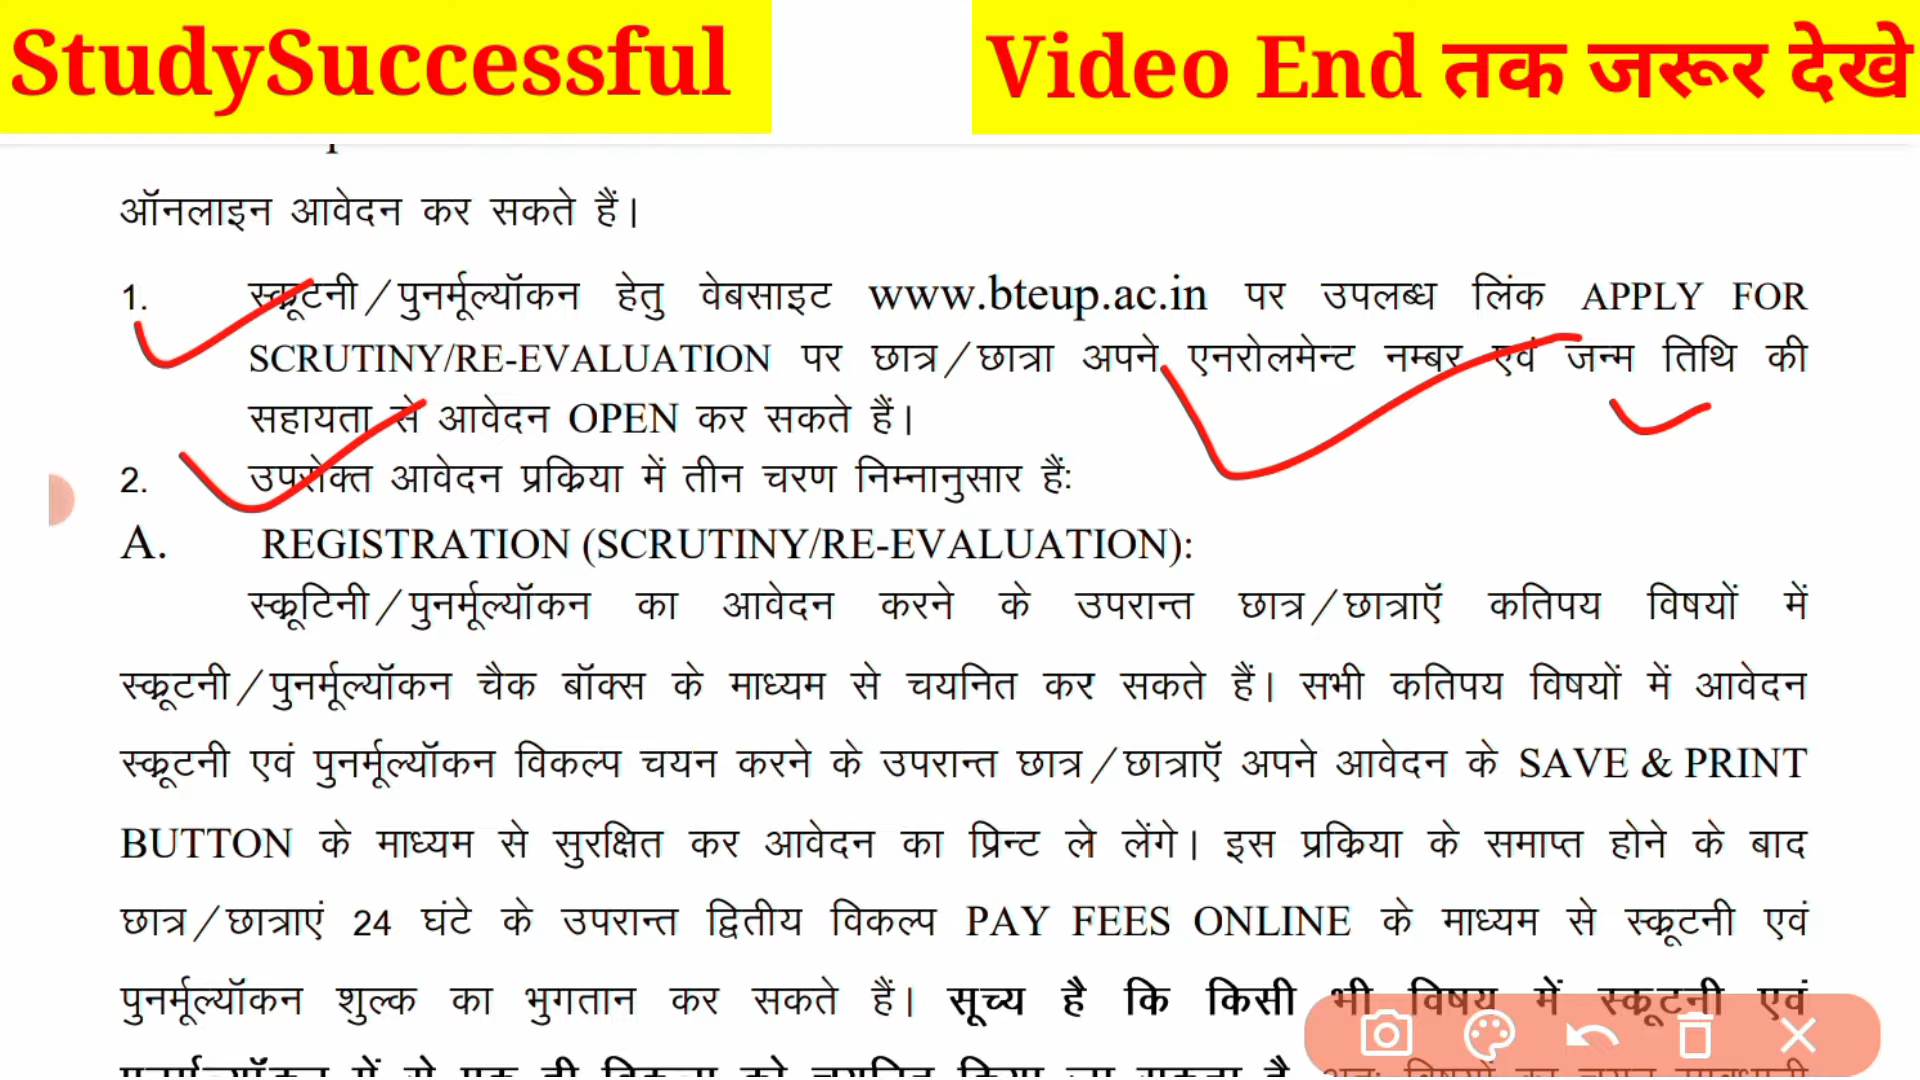 StudySuccessful
Video End तक जरूर देखे
ऑनलाइन आवेदन कर सकते हैं।
1. स्क्रूटनी/पुनर्मूल्यॉकन हेतु वेबसाइट www.bteup.ac.in पर उपलब्ध लिंक APPLY FOR
SCRUTINY/RE-EVALUATION पर छात्र/छात्रा अपने एनरोलमेन्ट नम्बर एवं जन्म तिथि की
सहायता से आवेदन OPEN कर सकते हैं।
2. उपरोक्त आवेदन प्रक्रिया में तीन चरण निम्नानुसार हैंः
A. REGISTRATION (SCRUTINY/RE-EVALUATION):
स्क्रूटिनी/पुनर्मूल्यॉकन का आवेदन करने के उपरान्त छात्र/छात्राऍ कतिपय विषयों में
स्क्रूटनी/पुनर्मूल्यॉकन चैक बॉक्स के माध्यम से चयनित कर सकते हैं। सभी कतिपय विषयों में आवेदन
स्क्रूटनी एवं पुनर्मूल्यॉकन विकल्प चयन करने के उपरान्त छात्र/छात्राऍ अपने आवेदन के SAVE & PRINT
BUTTON के माध्यम से सुरक्षित कर आवेदन का प्रिन्ट ले लेंगे। इस प्रक्रिया के समाप्त होने के बाद
छात्र/छात्राएं 24 घंटे के उपरान्त द्वितीय विकल्प PAY FEES ONLINE के माध्यम से स्क्रूटनी एवं
पुनर्मूल्यॉकन शुल्क का भुगतान कर सकते हैं। सूच्य है कि किसी भी विषय में स्क्रूटनी एवं